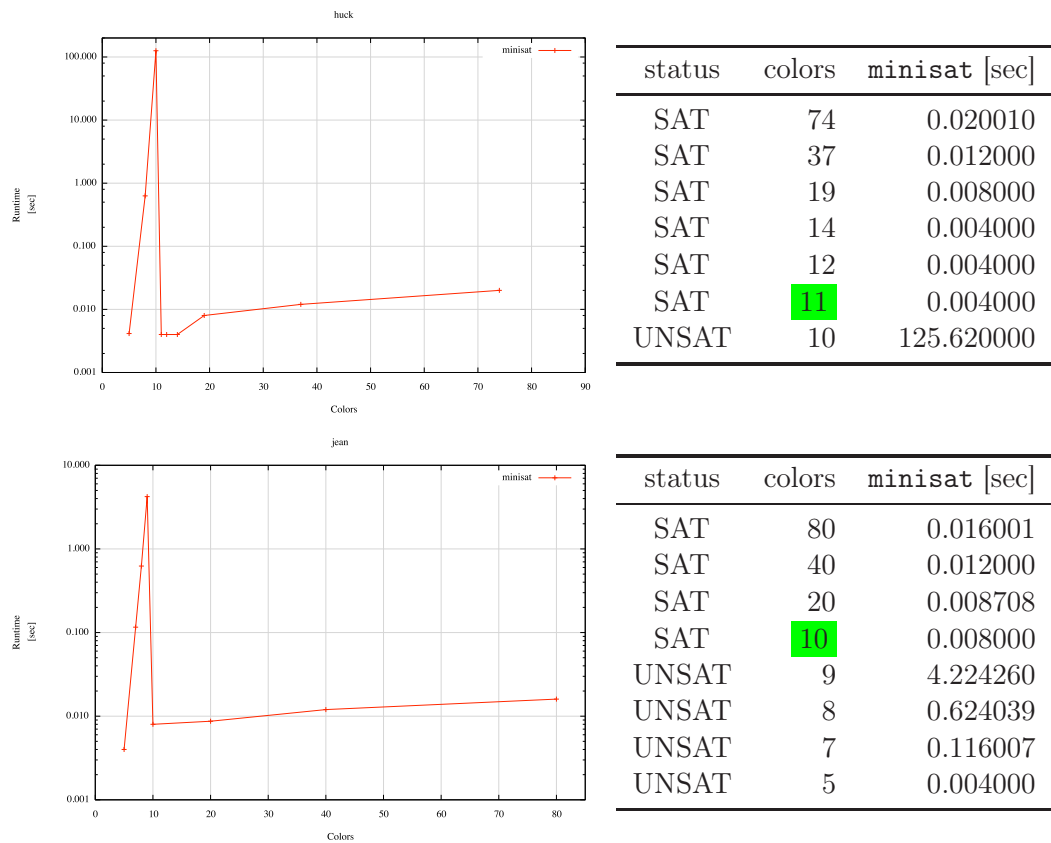 huck
minisat
100.000
10.000
1.000
0.100
0.010
0.001
Runtime
[sec]
0 10 20 30 40 50 60 70 80 90
Colors
status colors minisat [sec]
SAT 74 0.020010
SAT 37 0.012000
SAT 19 0.008000
SAT 14 0.004000
SAT 12 0.004000
SAT 11 0.004000
UNSAT 10 125.620000
jean
minisat
10.000
1.000
0.100
0.010
0.001
Runtime
[sec]
0 10 20 30 40 50 60 70 80
Colors
status colors minisat [sec]
SAT 80 0.016001
SAT 40 0.012000
SAT 20 0.008708
SAT 10 0.008000
UNSAT 9 4.224260
UNSAT 8 0.624039
UNSAT 7 0.116007
UNSAT 5 0.004000